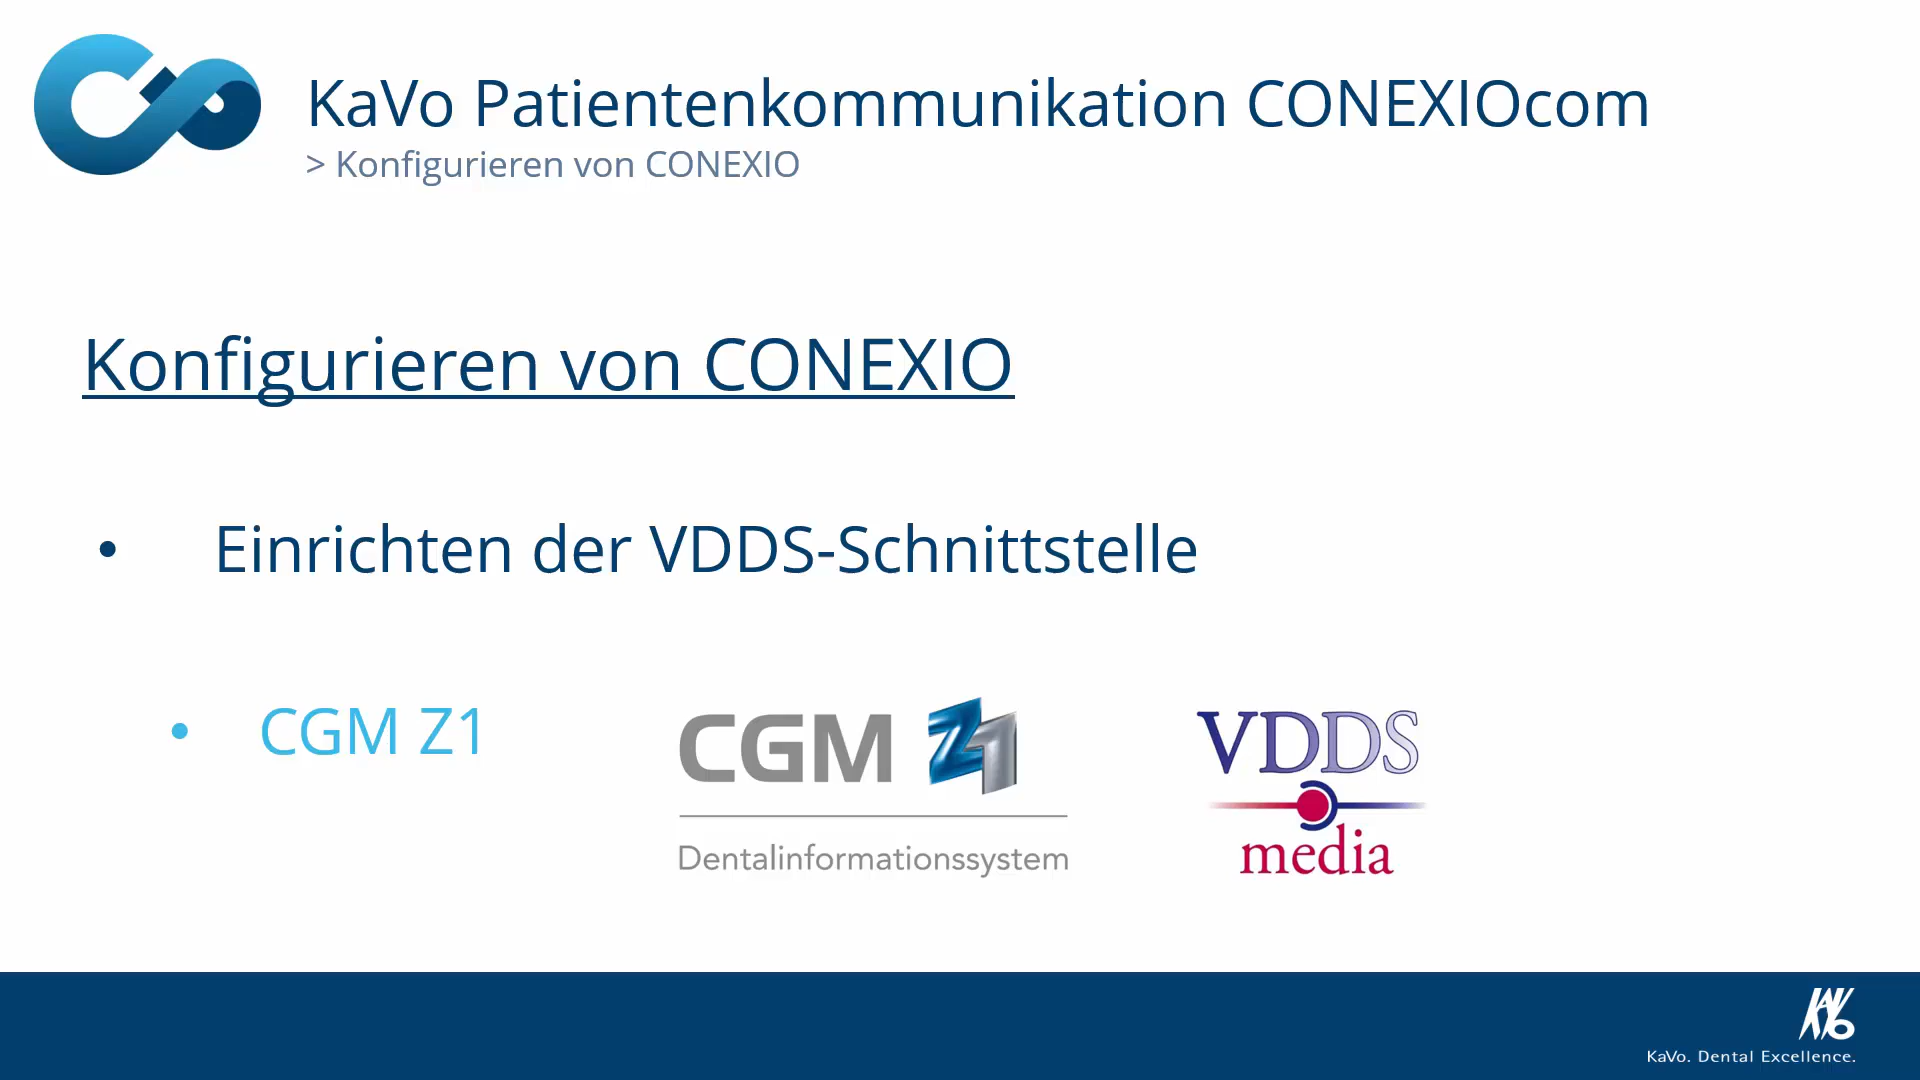 KaVo Patientenkommunikation CONEXIOcom
> Konfigurieren von CONEXIO
Konfigurieren von CONEXIO
• Einrichten der VDDS-Schnittstelle
• CGM Z1
CGM Z1
Dentalinformationssystem
VDDS
media
KAVO
KaVo. Dental Excellence.